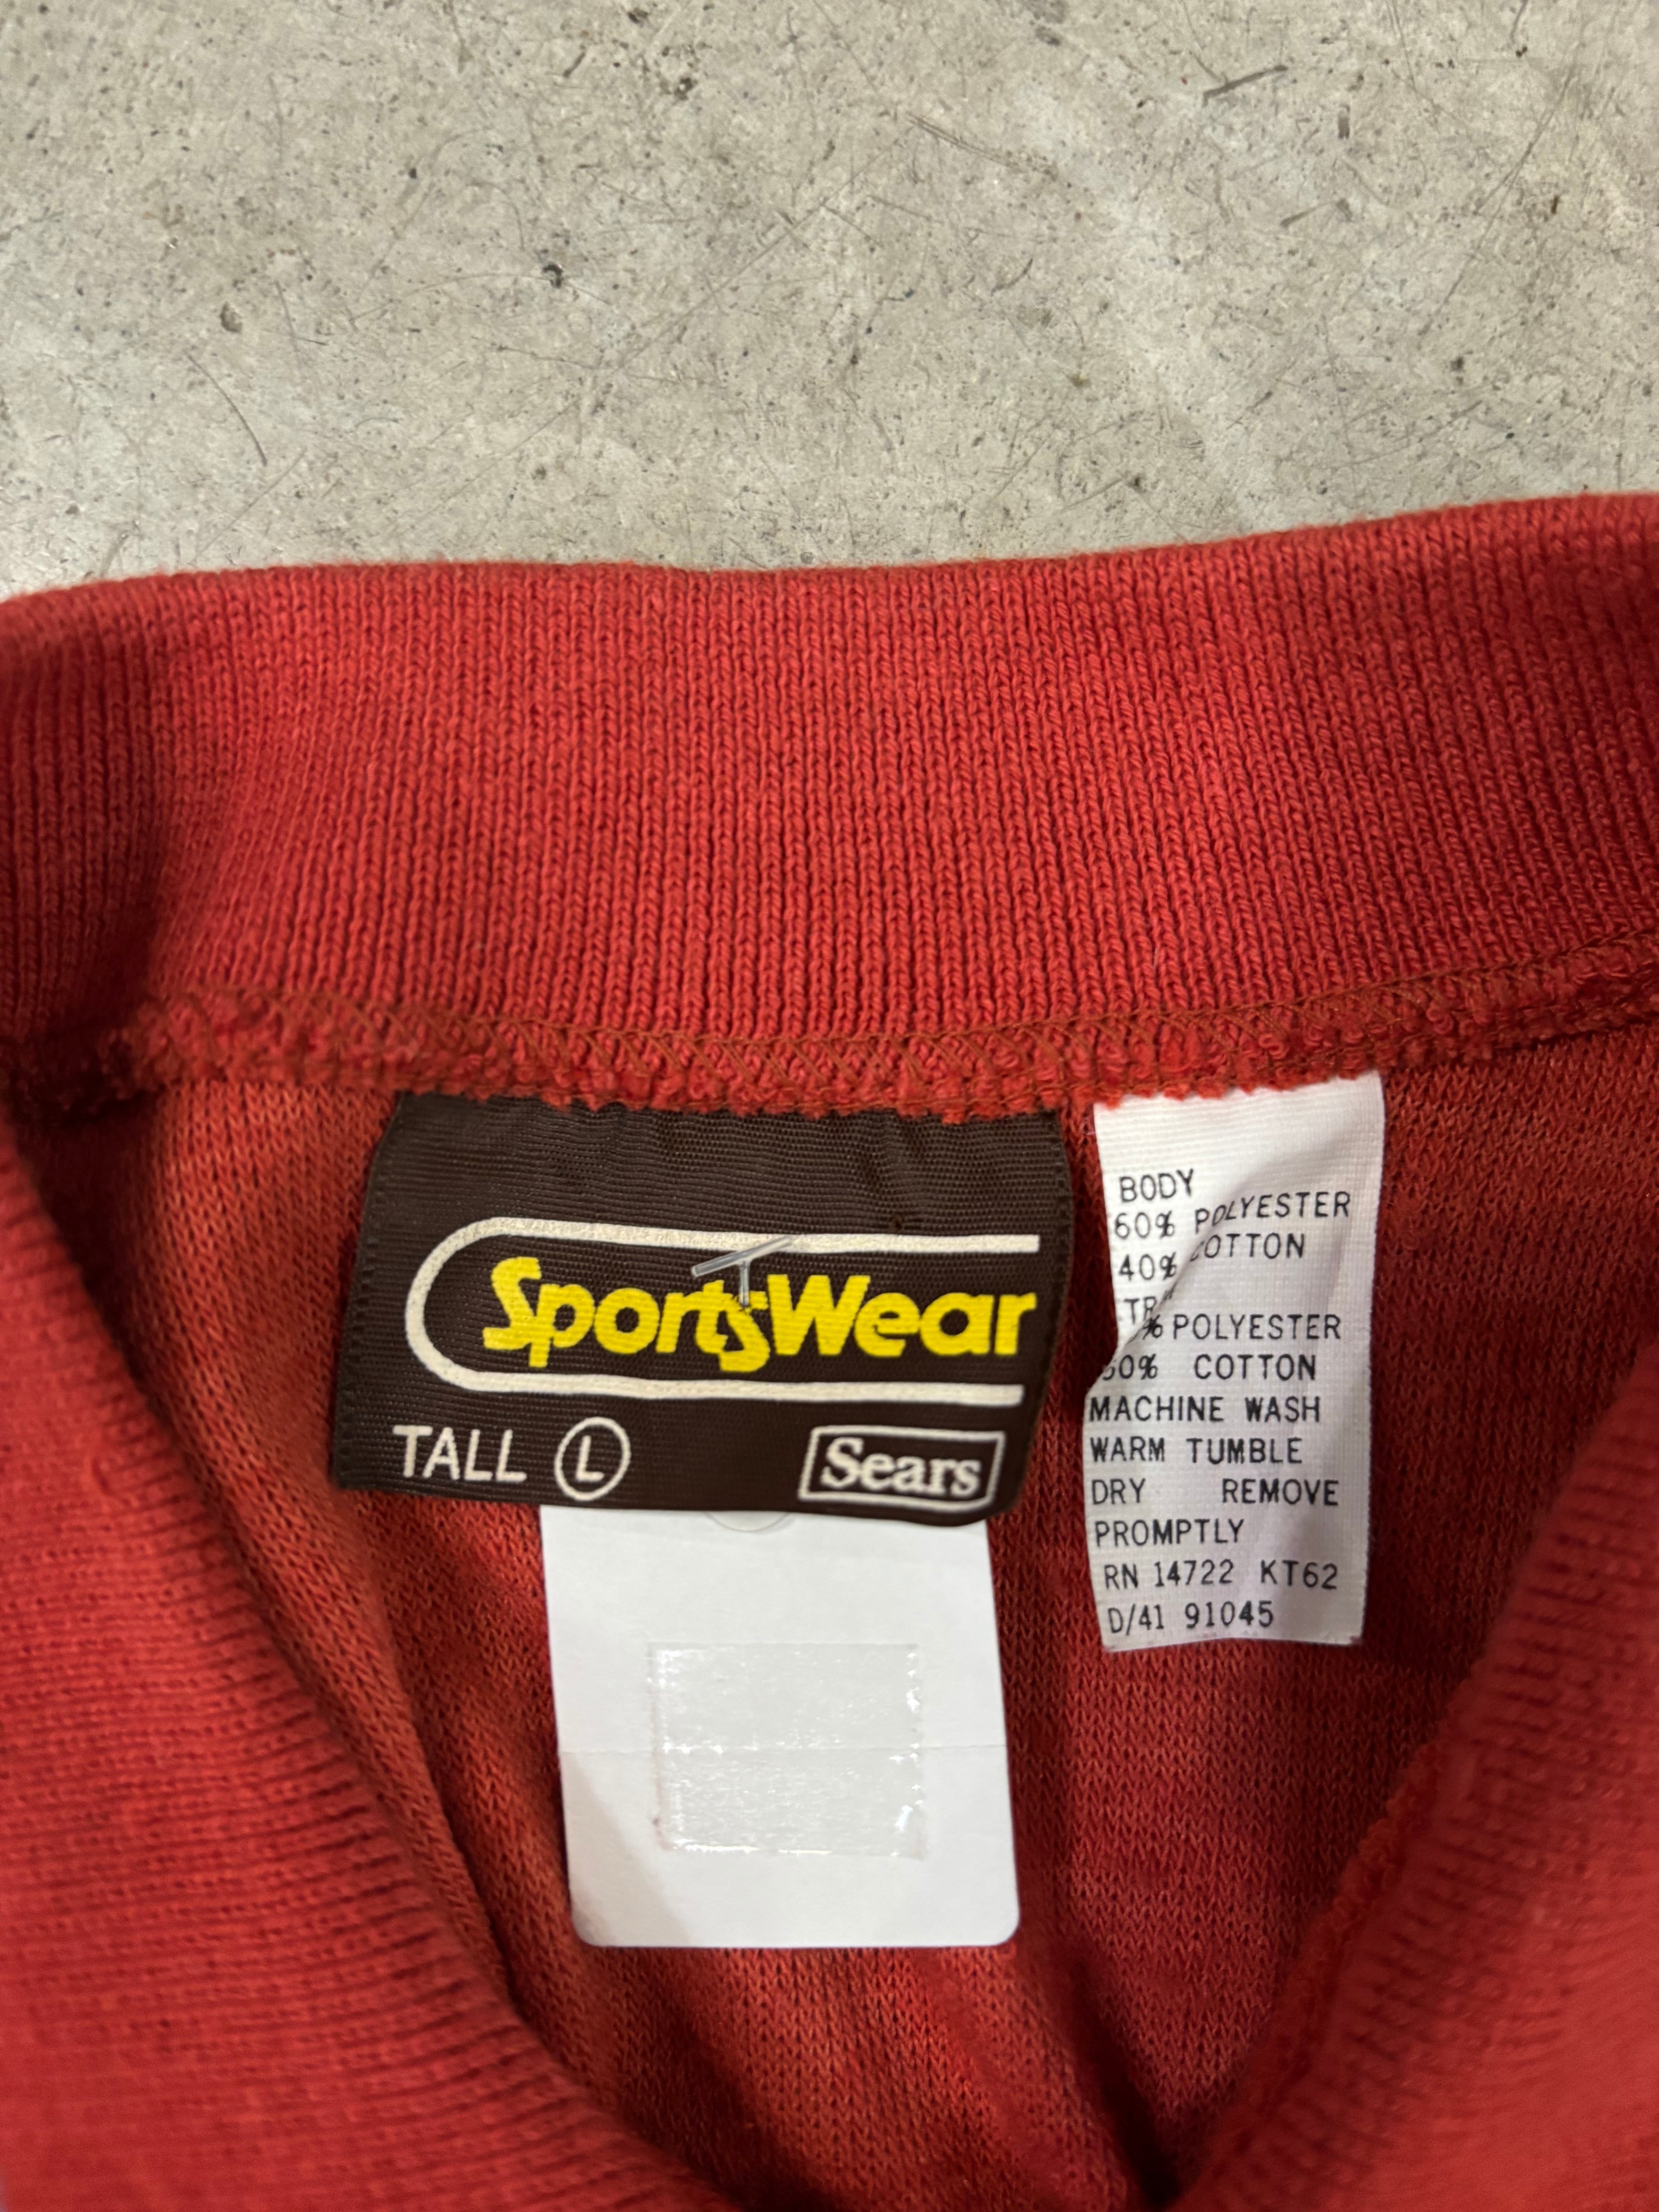 SportsWear
TALL L
Sears
BODY
60% POLYESTER
40% COTTON
% POLYESTER
COTTON
MACHINE WASH
WARM TUMBLE
DRY REMOVE
PROMPTLY
RN 14722 KT62
D/41 91045